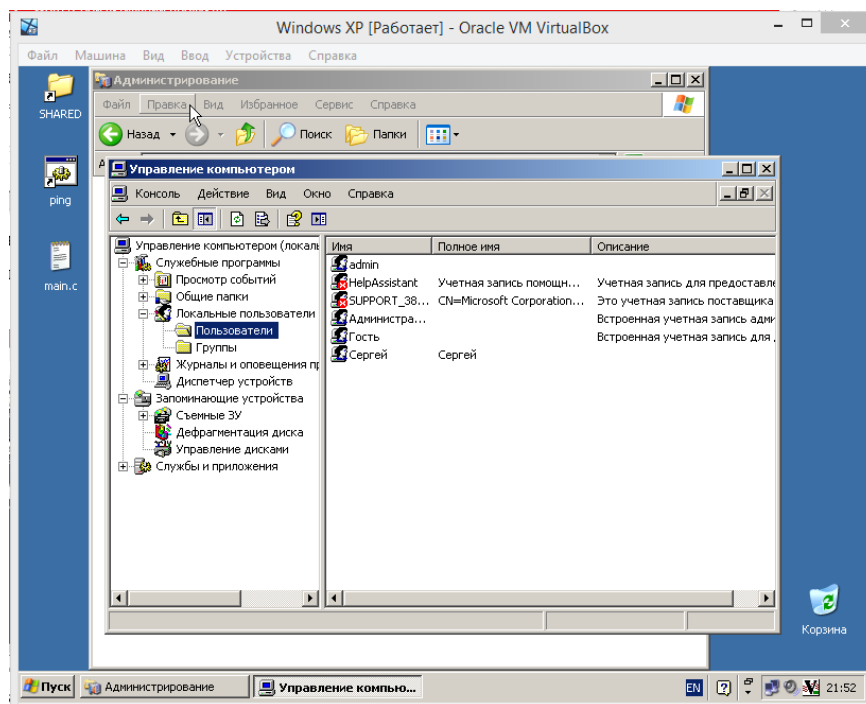 Windows XP [Работает] - Oracle VM VirtualBox
Файл Машина Вид Ввод Устройства Справка
SHARED
ping
main.c
Администрирование
Файл Правка Вид Избранное Сервис Справка
Назад Поиск Папки
Управление компьютером
Консоль Действие Вид Окно Справка
Управление компьютером (локаль
Служебные программы
Просмотр событий
Общие папки
Локальные пользователи
Пользователи
Группы
Журналы и оповещения пр
Диспетчер устройств
Запоминающие устройства
Съемные ЗУ
Дефрагментация диска
Управление дисками
Службы и приложения
Имя Полное имя Описание
admin
HelpAssistant Учетная запись помощн... Учетная запись для предоставле
SUPPORT_38... CN=Microsoft Corporation... Это учетная запись поставщика
Администра... Встроенная учетная запись адми
Гость Встроенная учетная запись для
Сергей Сергей
Корзина
Пуск Администрирование Управление компью... EN 21:52